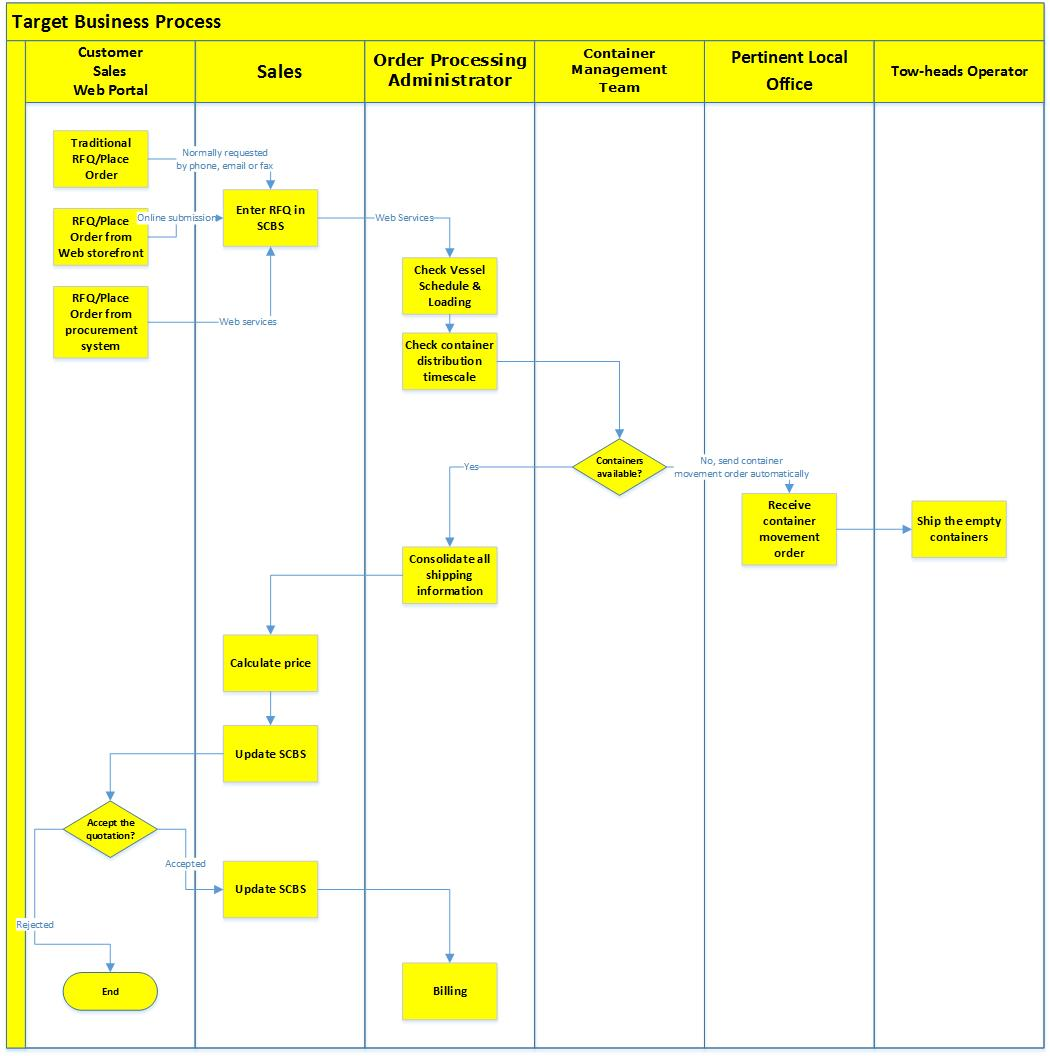 Target Business Process
Customer
Sales
Web Portal
Sales
Order Processing
Administrator
Container
Management
Team
Pertinent Local
Office
Tow-heads Operator
Traditional
RFQ/Place
Order
Normally requested
by phone, email or fax
RFQ/Place
Order from
Web storefront
Online submission
Enter RFQ in
SCBS
Web Services
RFQ/Place
Order from
procurement
system
Web services
Check Vessel
Schedule &
Loading
Check container
distribution
timescale
Containers
available?
Yes
No, send container
movement order automatically
Receive
container
movement
order
Ship the empty
containers
Consolidate all
shipping
information
Calculate price
Update SCBS
Accept the
quotation?
Accepted
Update SCBS
Rejected
End
Billing